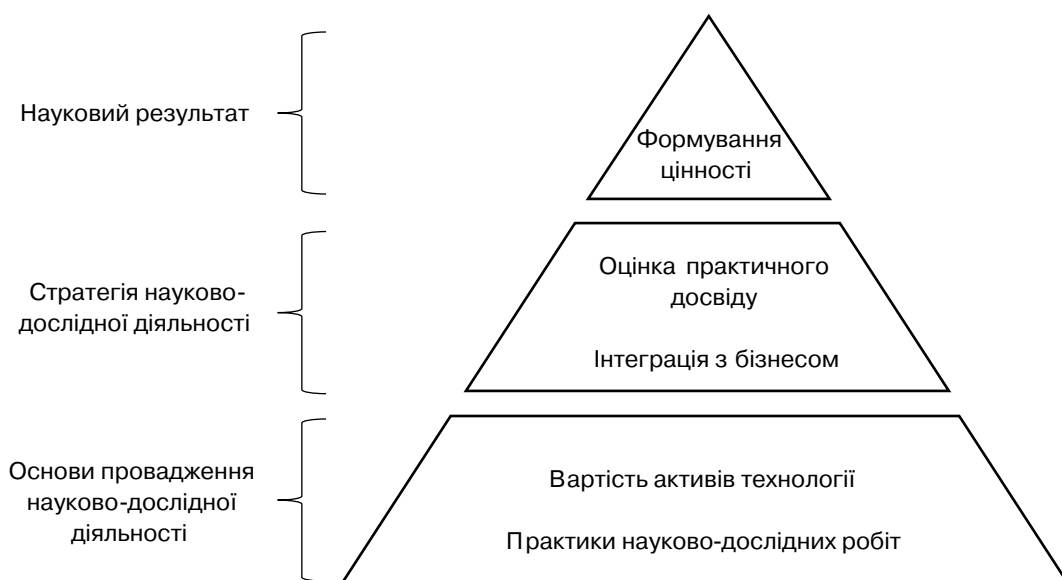 Науковий результат
Формування
цінності
Стратегія науково-
дослідної діяльності
Оцінка практичного
досвіду
Інтеграція з бізнесом
Основи провадження
науково-дослідної
діяльності
Вартість активів технології
Практики науково-дослідних робіт